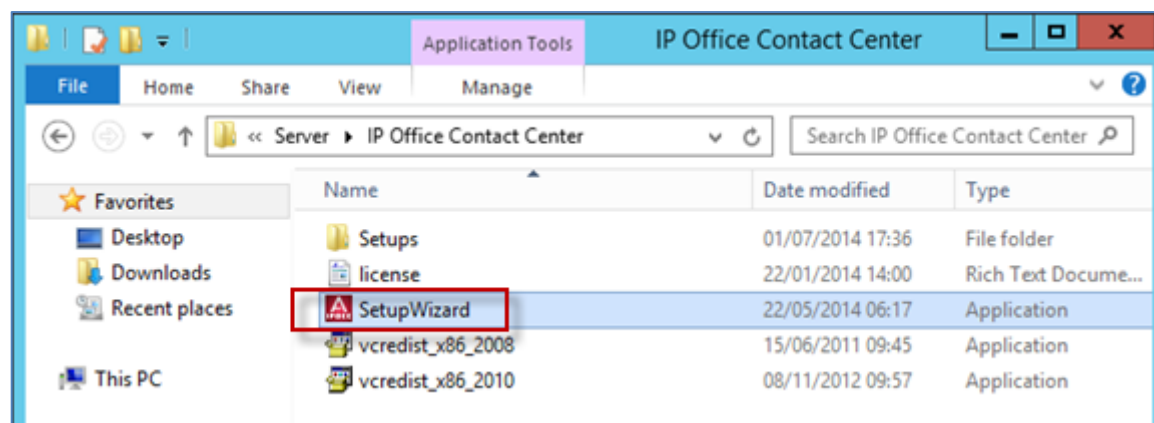 Application Tools IP Office Contact Center
File Home Share View Manage
« Server IP Office Contact Center Search IP Office Contact Center
Name Date modified Type
Favorites
Desktop Setups 01/07/2014 17:36 File folder
Downloads license 22/01/2014 14:00 Rich Text Docume...
Recent places SetupWizard 22/05/2014 06:17 Application
vcredist_x86_2008 15/06/2011 09:45 Application
This PC vcredist_x86_2010 08/11/2012 09:57 Application